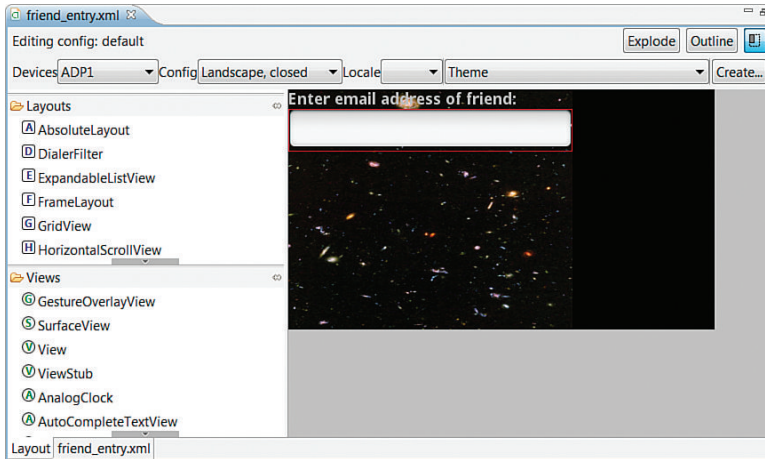 friend_entry.xml
Editing config: default
Explode
Outline
Devices ADP1 Config Landscape, closed Locale Theme Create...
Layouts
A AbsoluteLayout
D DialerFilter
E ExpandableListView
F FrameLayout
G GridView
H HorizontalScrollView
Views
G GestureOverlayView
S SurfaceView
V View
V ViewStub
A AnalogClock
A AutoCompleteTextView
Enter email address of friend:
Layout friend_entry.xml